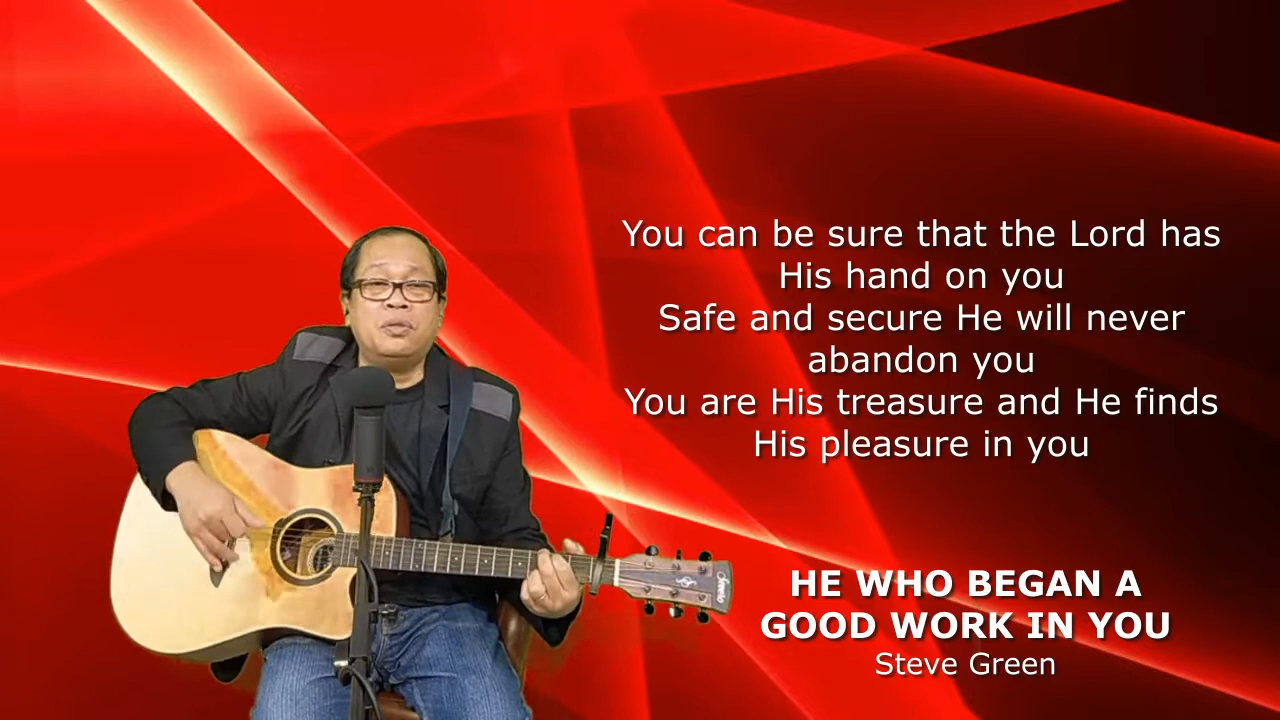 You can be sure that the Lord has
His hand on you
Safe and secure He will never
abandon you
You are His treasure and He finds
His pleasure in you
HE WHO BEGAN A
GOOD WORK IN YOU
Steve Green